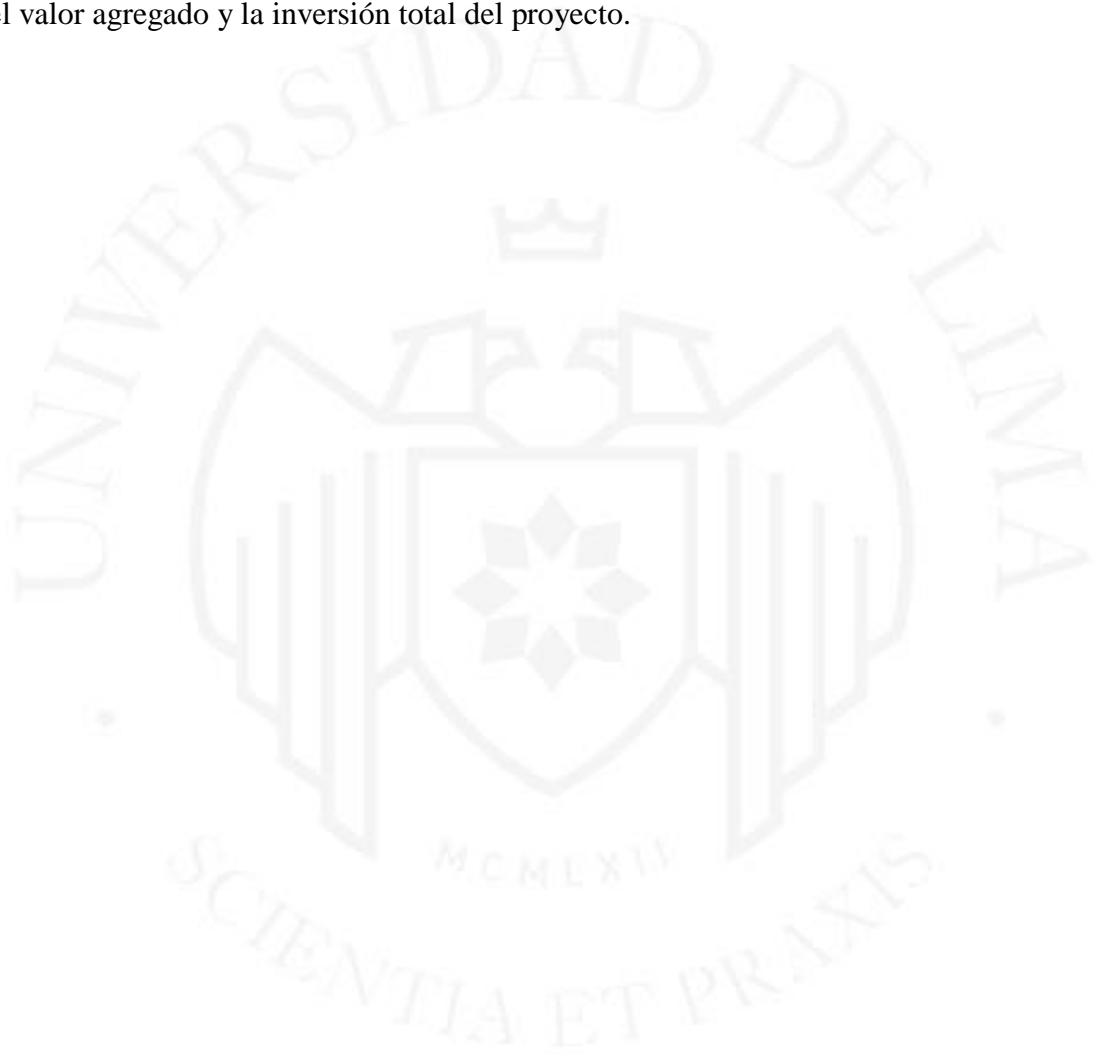 el valor agregado y la inversión total del proyecto.
UNIVERSIDAD DE LIMA
MCMLXII
SCIENTIA ET PRAXIS